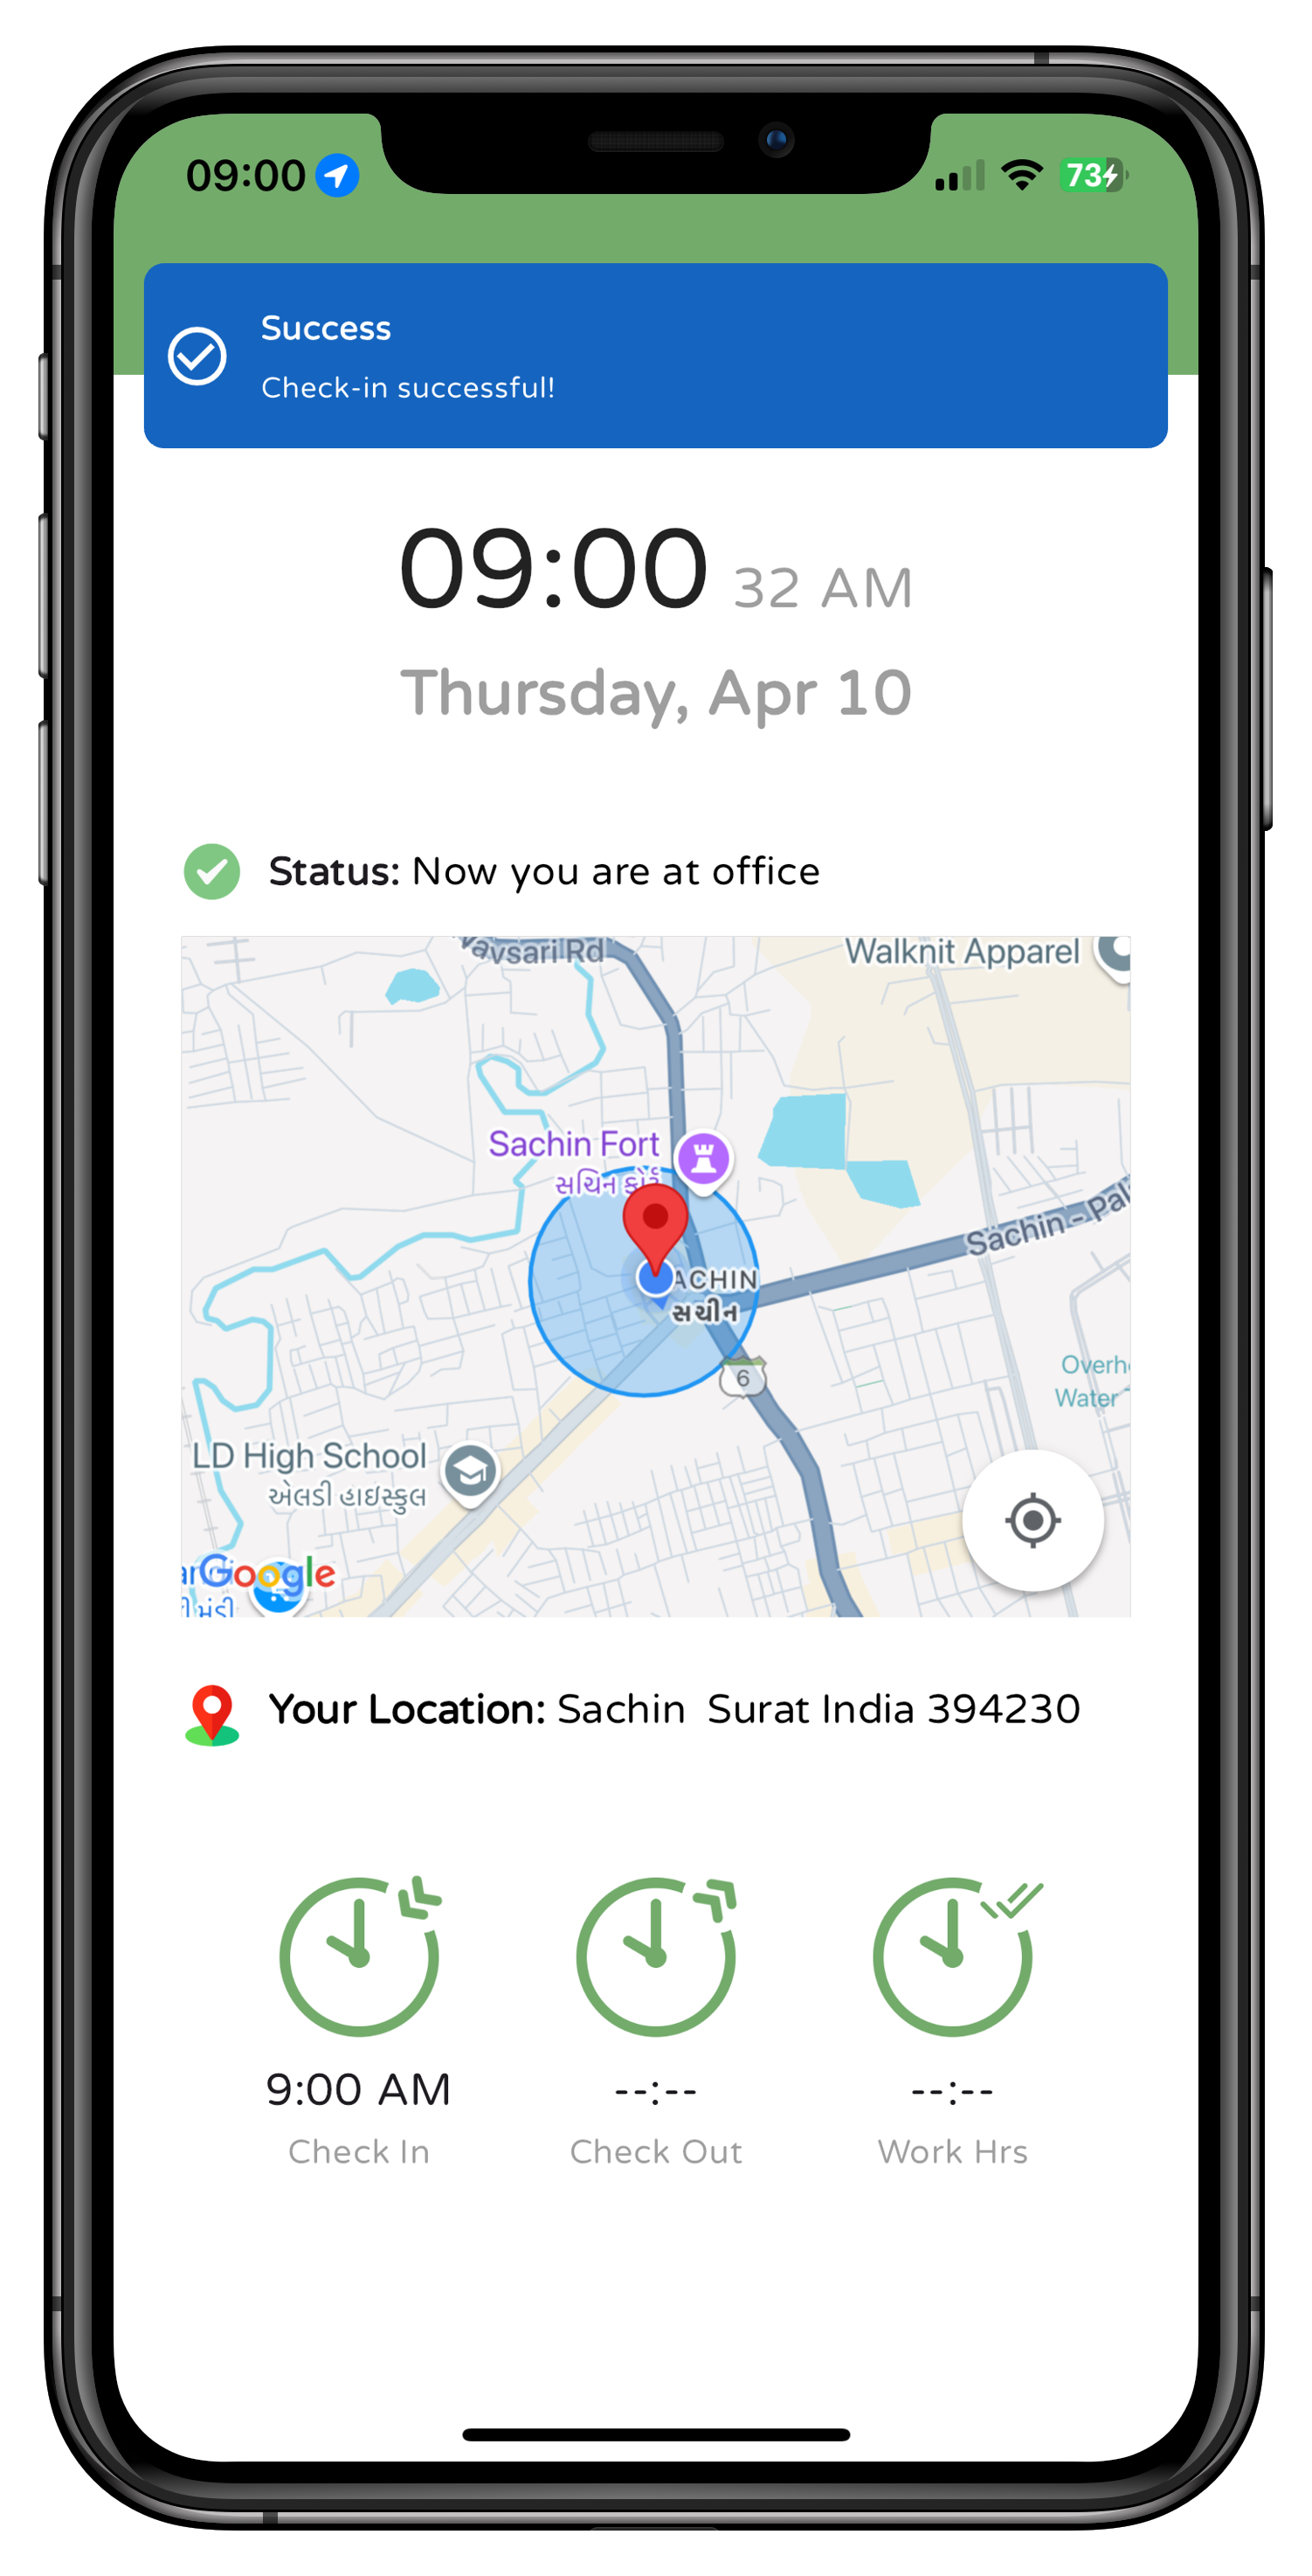 09:00
73
Success
Check-in successful!
09:00 32 AM
Thursday, Apr 10
Status: Now you are at office
Navsari Rd
Walknit Apparel
Sachin Fort
સચિન ફોર્ટ
Sachin - Pal
ACHIN
સચીન
6
Overhe
Water T
LD High School
એલડી હાઇસ્કુલ
Google
Your Location: Sachin Surat India 394230
9:00 AM --:-- --:--
Check In Check Out Work Hrs